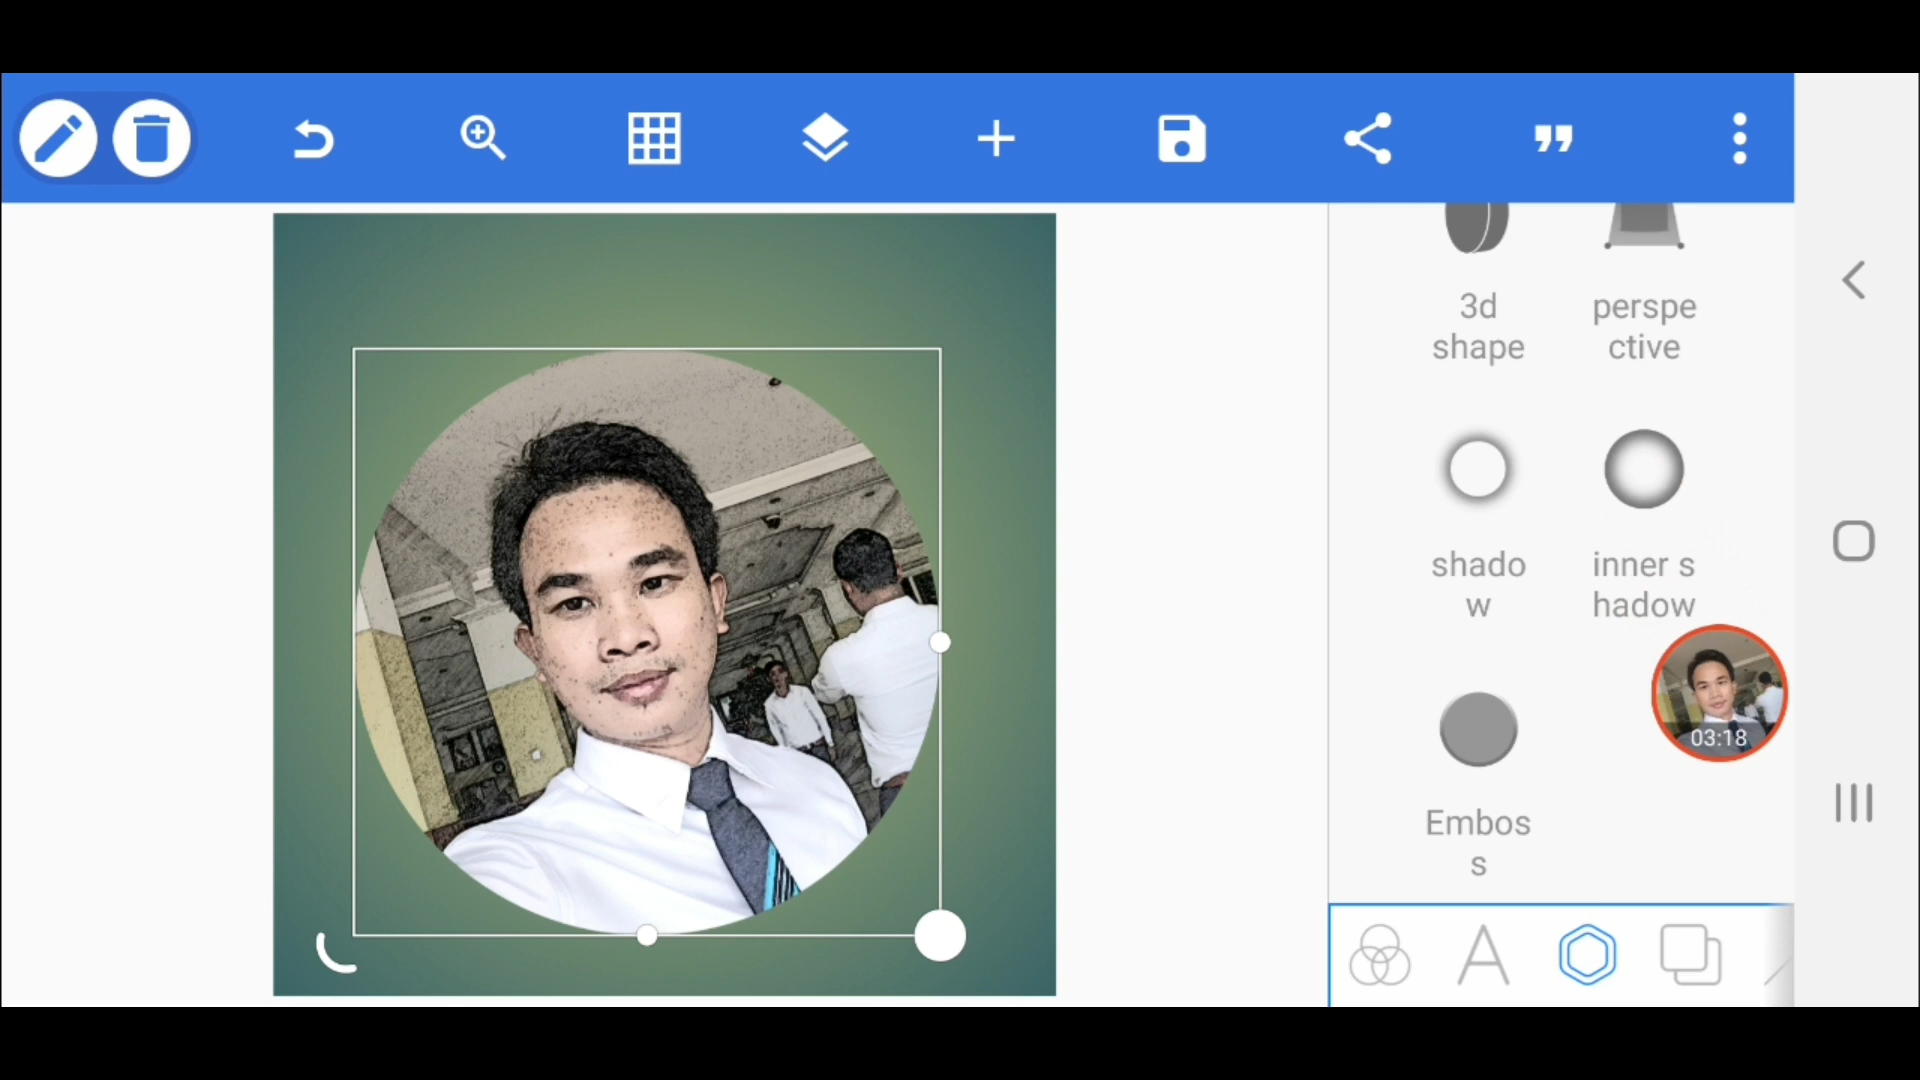 3d
shape
perspe
ctive
shado
w
inner s
hadow
03:18
Embos
s